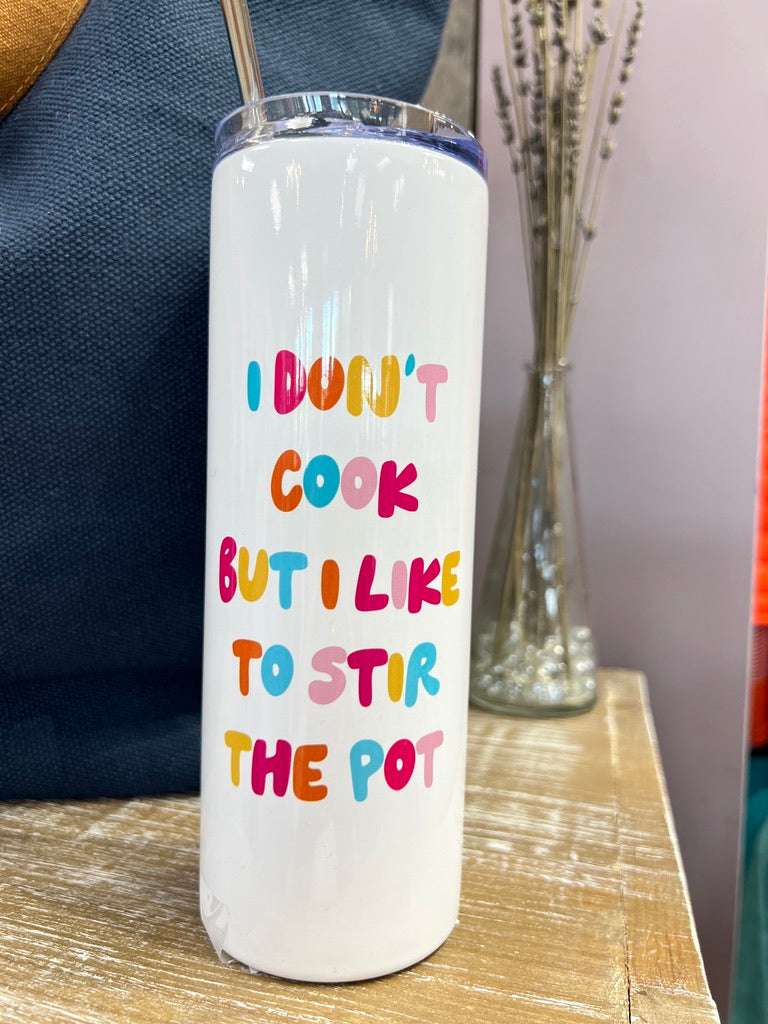 I DON'T
COOK
BUT I LIKE
TO STIR
THE POT